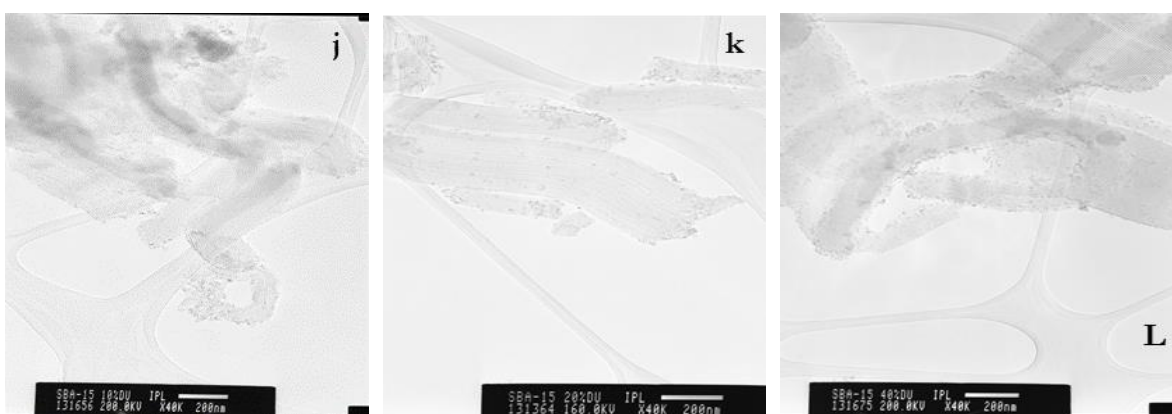 j
k
L
SBA-15 10%DU IPL
131656 200.0KV X40K 200nm
SBA-15 20%DU IPL
131364 160.0KV X40K 200nm
SBA-15 40%DU IPL
131675 200.0KV X40K 200nm